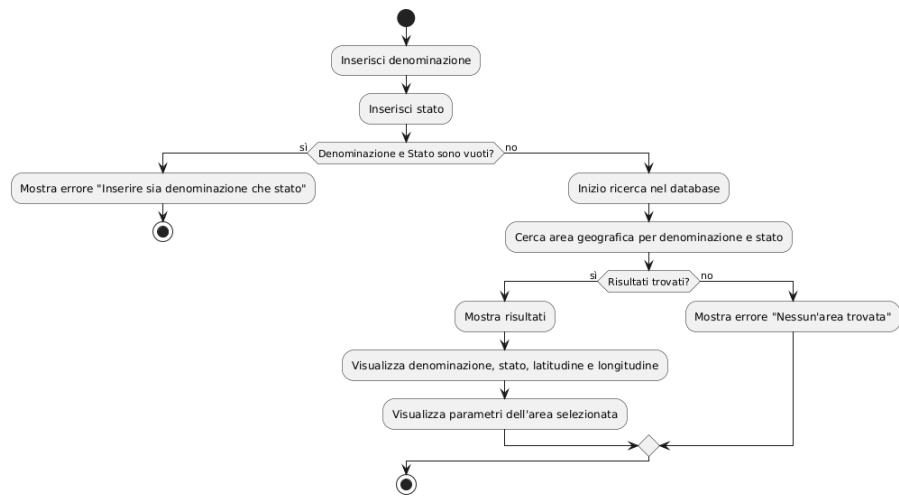 Inserisci denominazione
Inserisci stato
sì
Denominazione e Stato sono vuoti?
no
Mostra errore "Inserire sia denominazione che stato"
Inizio ricerca nel database
Cerca area geografica per denominazione e stato
sì
Risultati trovati?
no
Mostra risultati
Mostra errore "Nessun'area trovata"
Visualizza denominazione, stato, latitudine e longitudine
Visualizza parametri dell'area selezionata